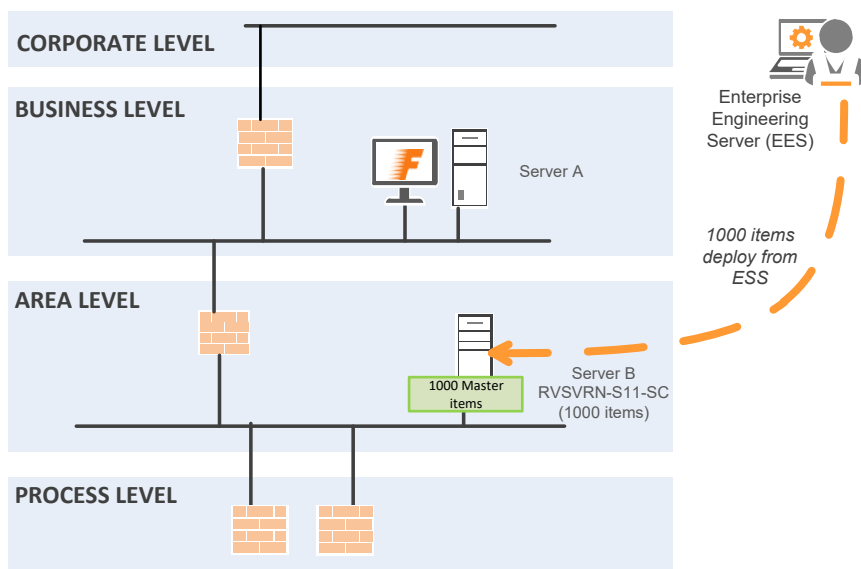 CORPORATE LEVEL
BUSINESS LEVEL
Server A
Enterprise
Engineering
Server (EES)
1000 items
deploy from
ESS
AREA LEVEL
1000 Master
items
Server B
RVSVRN-S11-SC
(1000 items)
PROCESS LEVEL